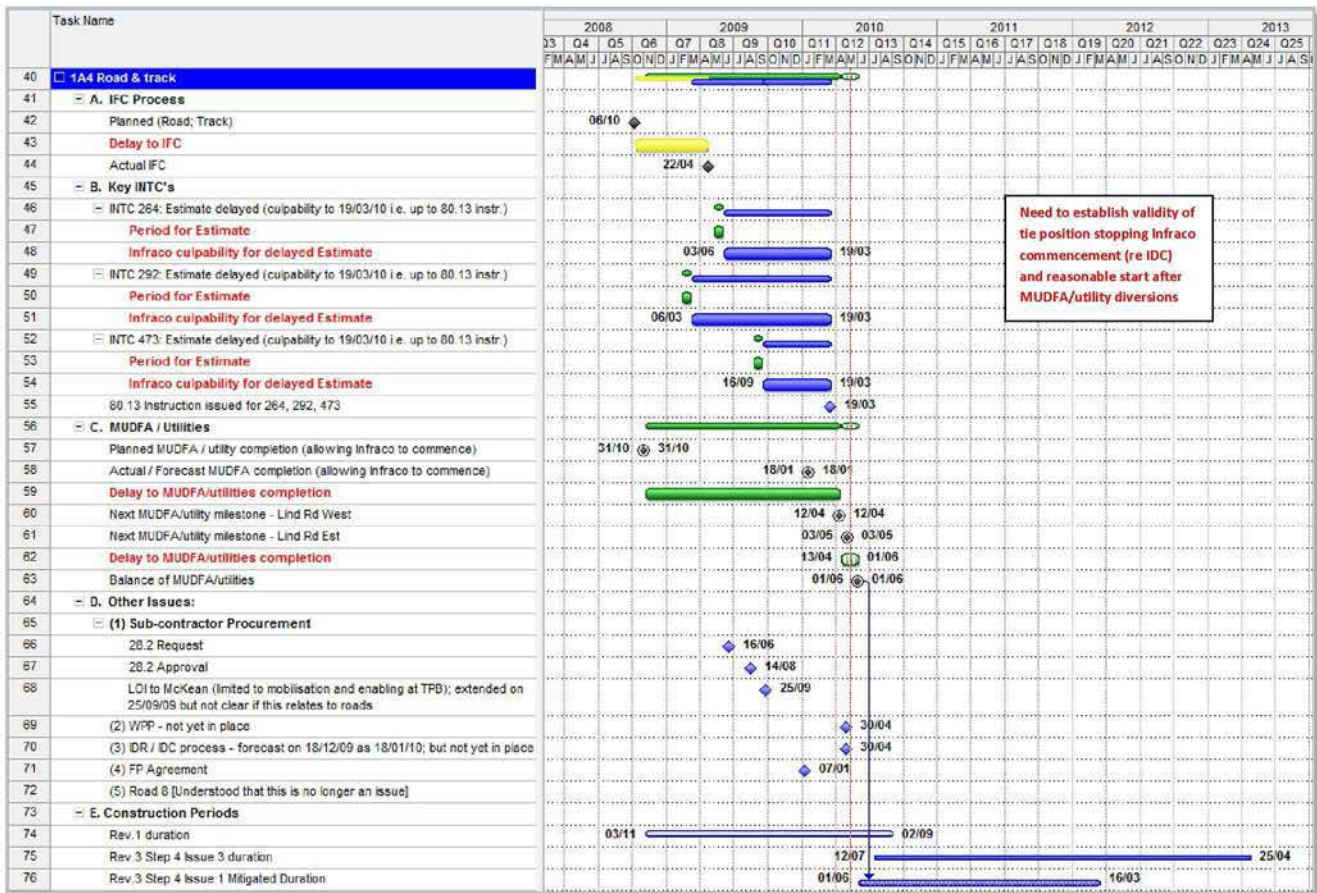 Task Name
2008 2009 2010 2011 2012 2013
Q3 Q4 Q5 Q6 Q7 Q8 Q9 Q10 Q11 Q12 Q13 Q14 Q15 Q16 Q17 Q18 Q19 Q20 Q21 Q22 Q23 Q24 Q25
40 1A4 Road & track
41 A. IFC Process
42 Planned (Road; Track) 06/10
43 Delay to IFC
44 Actual IFC 22/04
45 B. Key INTC's
46 INTC 264: Estimate delayed (culpability to 19/03/10 i.e. up to 80.13 instr.)
47 Period for Estimate
48 Infraco culpability for delayed Estimate 03/06 19/03
49 INTC 292: Estimate delayed (culpability to 19/03/10 i.e. up to 80.13 instr.)
50 Period for Estimate
51 Infraco culpability for delayed Estimate 06/03 19/03
52 INTC 473: Estimate delayed (culpability to 19/03/10 i.e. up to 80.13 instr.)
53 Period for Estimate
54 Infraco culpability for delayed Estimate 16/09 19/03
55 80.13 Instruction issued for 264, 292, 473 19/03
56 C. MUDFA / Utilities
57 Planned MUDFA / utility completion (allowing Infraco to commence) 31/10 31/10
58 Actual / Forecast MUDFA completion (allowing Infraco to commence) 18/01 18/01
59 Delay to MUDFA/utilities completion
60 Next MUDFA/utility milestone - Lind Rd West 12/04 12/04
61 Next MUDFA/utility milestone - Lind Rd Est 03/05 03/05
62 Delay to MUDFA/utilities completion 13/04 01/06
63 Balance of MUDFA/utilities 01/06 01/06
64 D. Other Issues:
65 (1) Sub-contractor Procurement
66 28.2 Request 16/06
67 28.2 Approval 14/08
68 LOI to McKean (limited to mobilisation and enabling at TPB); extended on
25/09/09 but not clear if this relates to roads 25/09
69 (2) WPP - not yet in place 30/04
70 (3) IDR / IDC process - forecast on 18/12/09 as 18/01/10; but not yet in place 30/04
71 (4) FP Agreement 07/01
72 (5) Road 8 [Understood that this is no longer an issue]
73 E. Construction Periods
74 Rev.1 duration 03/11 02/09
75 Rev.3 Step 4 Issue 3 duration 12/07 25/04
76 Rev.3 Step 4 Issue 1 Mitigated Duration 01/06 16/03
Need to establish validity of
tie position stopping Infraco
commencement (re IDC)
and reasonable start after
MUDFA/utility diversions